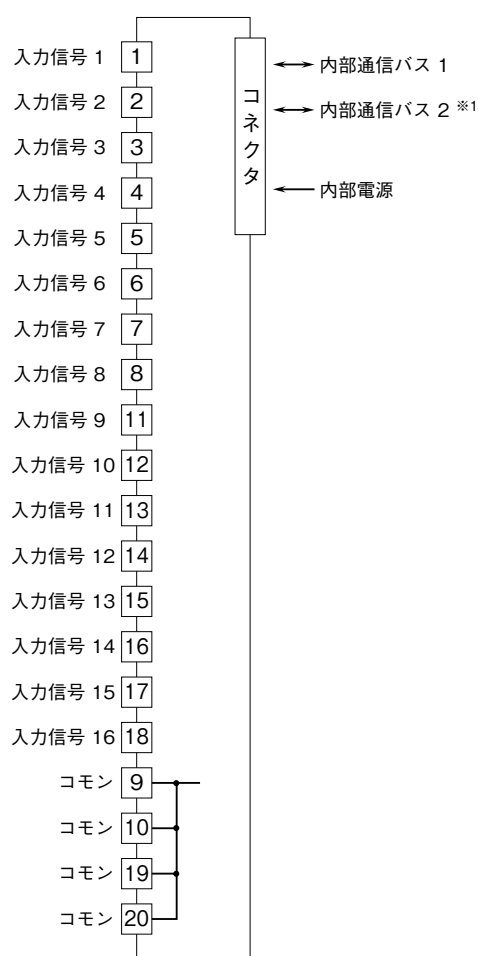 入力信号 1 1
入力信号 2 2
入力信号 3 3
入力信号 4 4
入力信号 5 5
入力信号 6 6
入力信号 7 7
入力信号 8 8
入力信号 9 11
入力信号 10 12
入力信号 11 13
入力信号 12 14
入力信号 13 15
入力信号 14 16
入力信号 15 17
入力信号 16 18
コモン 9
コモン 10
コモン 19
コモン 20
コネクタ
内部通信バス 1
内部通信バス 2 ※1
内部電源